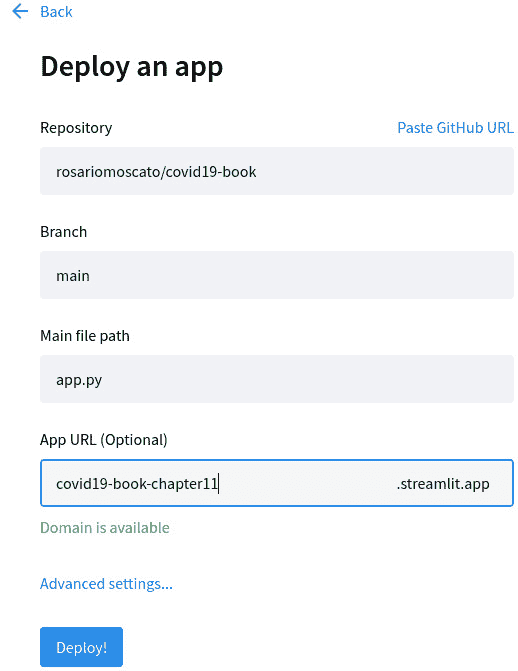 Back
Deploy an app
Repository
Paste GitHub URL
rosariomoscato/covid19-book
Branch
main
Main file path
app.py
App URL (Optional)
covid19-book-chapter11 .streamlit.app
Domain is available
Advanced settings...
Deploy!